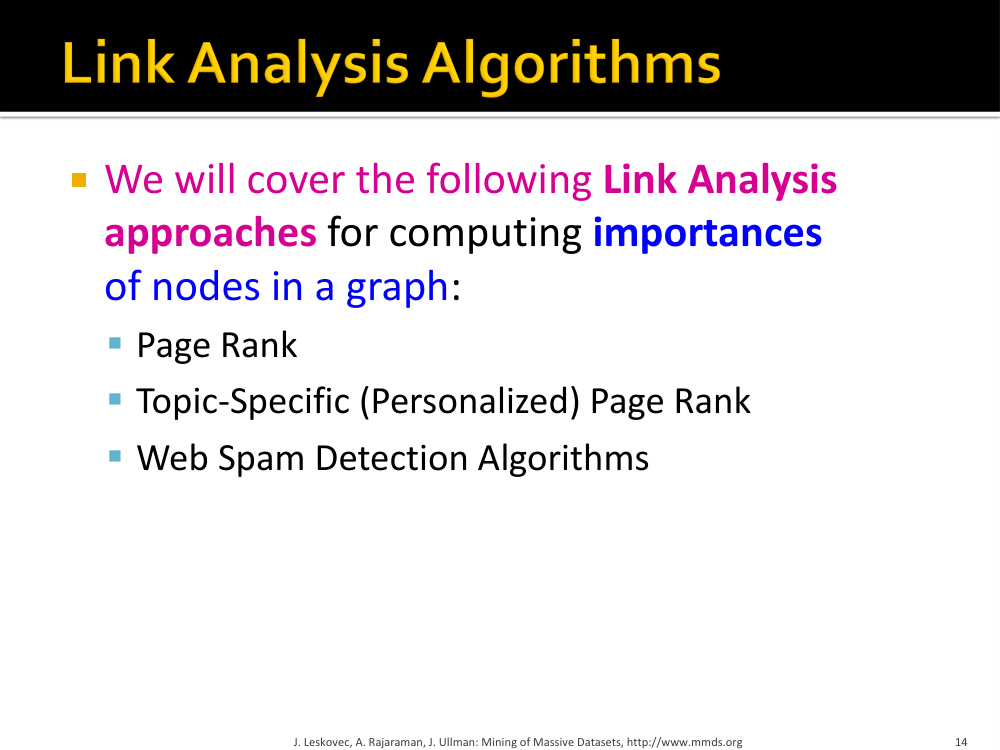 Link Analysis Algorithms
We will cover the following Link Analysis
approaches for computing importances
of nodes in a graph:
Page Rank
Topic-Specific (Personalized) Page Rank
Web Spam Detection Algorithms
J. Leskovec, A. Rajaraman, J. Ullman: Mining of Massive Datasets, http://www.mmds.org
14